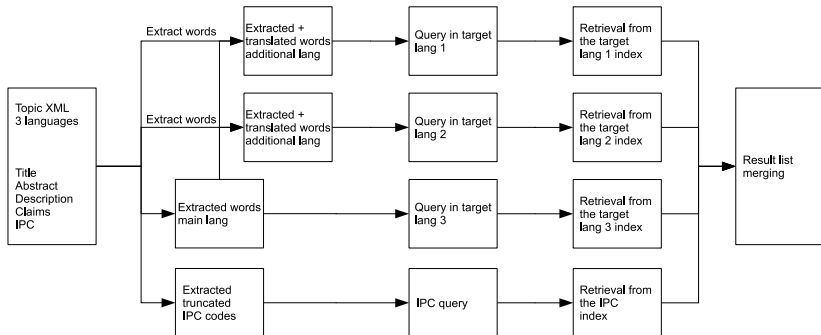 Topic XML
3 languages
Title
Abstract
Description
Claims
IPC
Extract words
Extracted +
translated words
additional lang
Query in target
lang 1
Retrieval from
the target
lang 1 index
Extract words
Extracted +
translated words
additional lang
Query in target
lang 2
Retrieval from
the target
lang 2 index
Extracted words
main lang
Query in target
lang 3
Retrieval from
the target
lang 3 index
Extracted
truncated
IPC codes
IPC query
Retrieval from
the IPC
index
Result list
merging